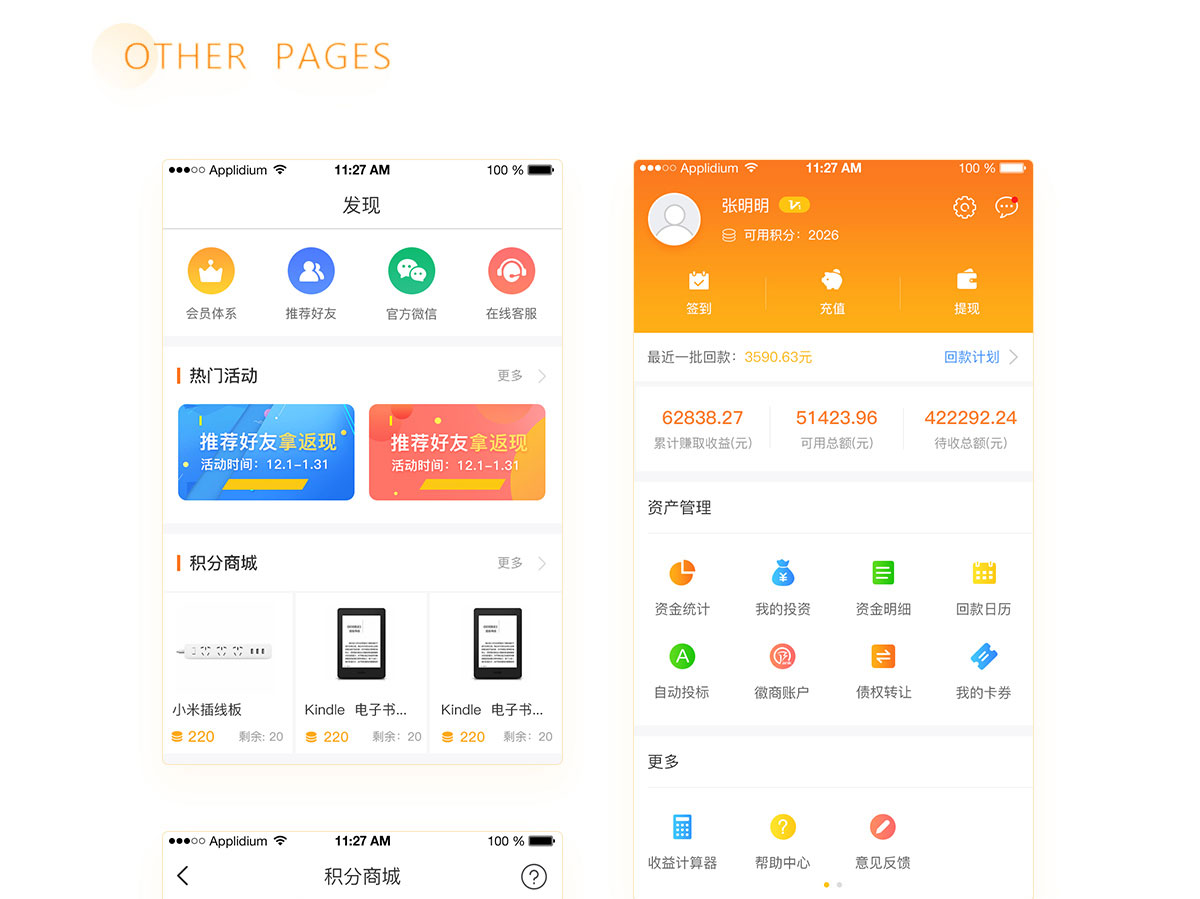 OTHER PAGES
Applidium 11:27 AM 100 %
发现
会员体系 推荐好友 官方微信 在线客服
热门活动 更多
推荐好友拿返现
活动时间：12.1-1.31
推荐好友拿返现
活动时间：12.1-1.31
积分商城 更多
小米插线板
220 剩余: 20
Kindle 电子书...
220 剩余：20
Kindle 电子书...
220 剩余：20
Applidium 11:27 AM 100 %
积分商城 ?
Applidium 11:27 AM 100 %
张明明 V1
可用积分：2026
签到 充值 提现
最近一批回款：3590.63元 回款计划
62838.27 51423.96 422292.24
累计赚取收益(元) 可用总额(元) 待收总额(元)
资产管理
资金统计 我的投资 资金明细 回款日历
自动投标 徽商账户 债权转让 我的卡券
更多
收益计算器 帮助中心 意见反馈